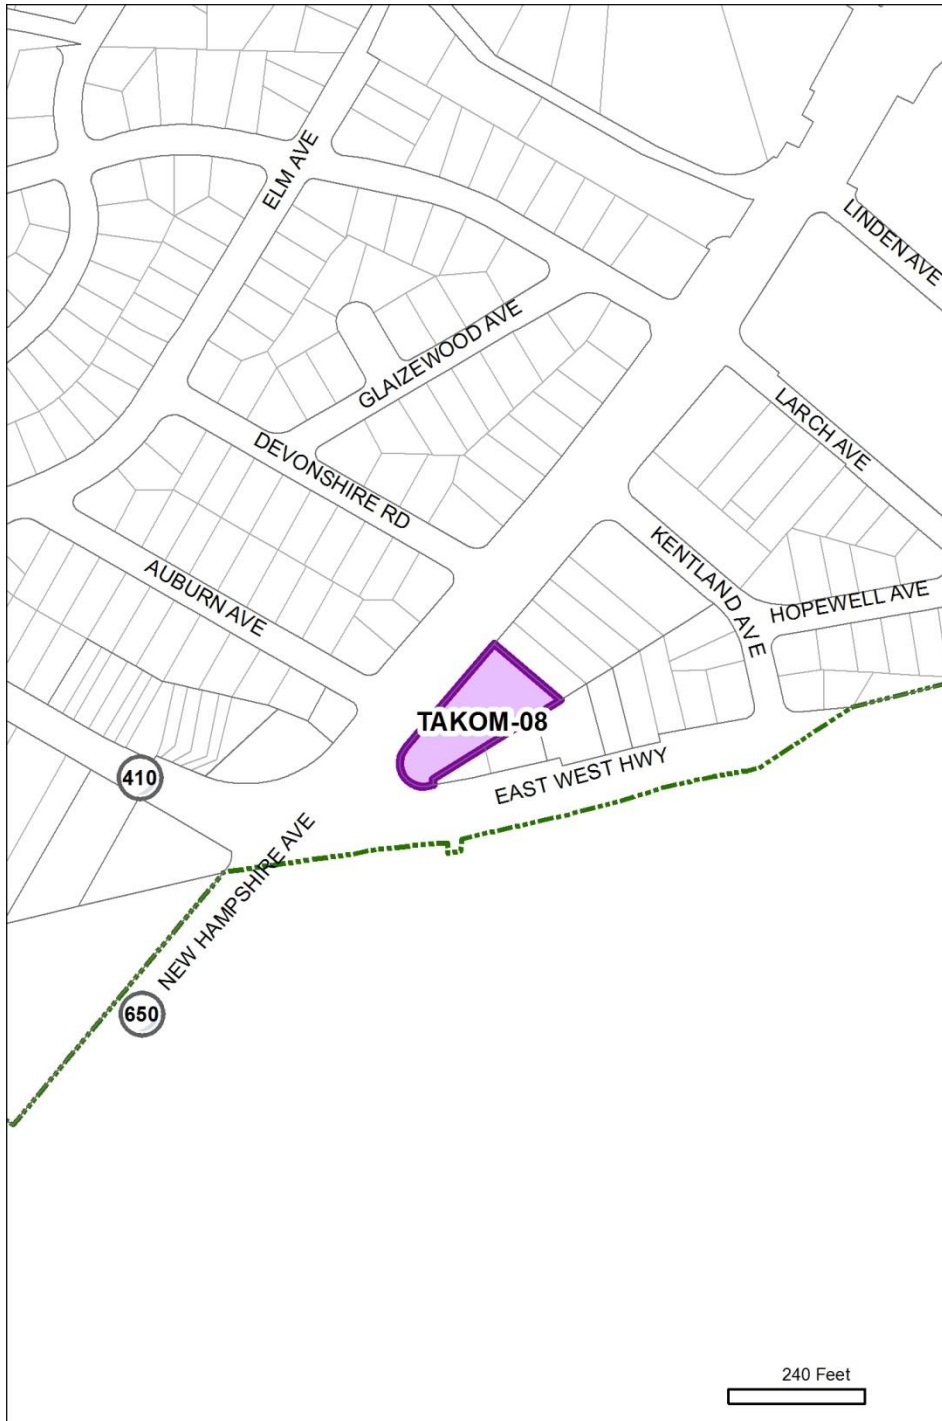 ELM AVE
LINDEN AVE
GLAIZEWOOD AVE
LARCH AVE
DEVONSHIRE RD
KENTLAND AVE
AUBURN AVE
HOPEWELL AVE
TAKOM-08
410
EAST WEST HWY
NEW HAMPSHIRE AVE
650
240 Feet